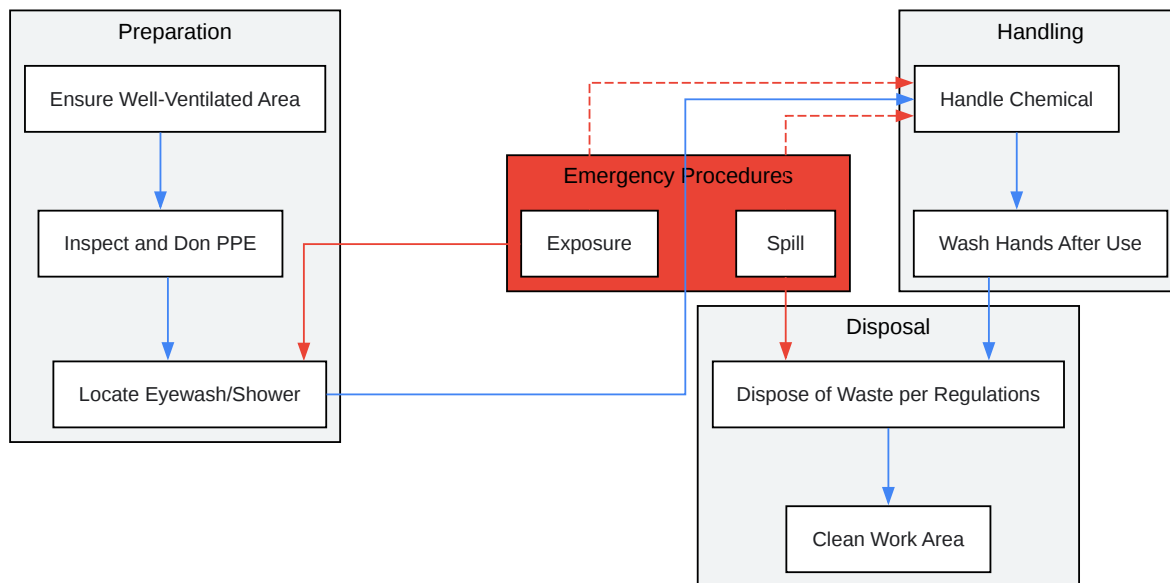 Preparation
Ensure Well-Ventilated Area
Inspect and Don PPE
Locate Eyewash/Shower
Emergency Procedures
Exposure
Spill
Handling
Handle Chemical
Wash Hands After Use
Disposal
Dispose of Waste per Regulations
Clean Work Area